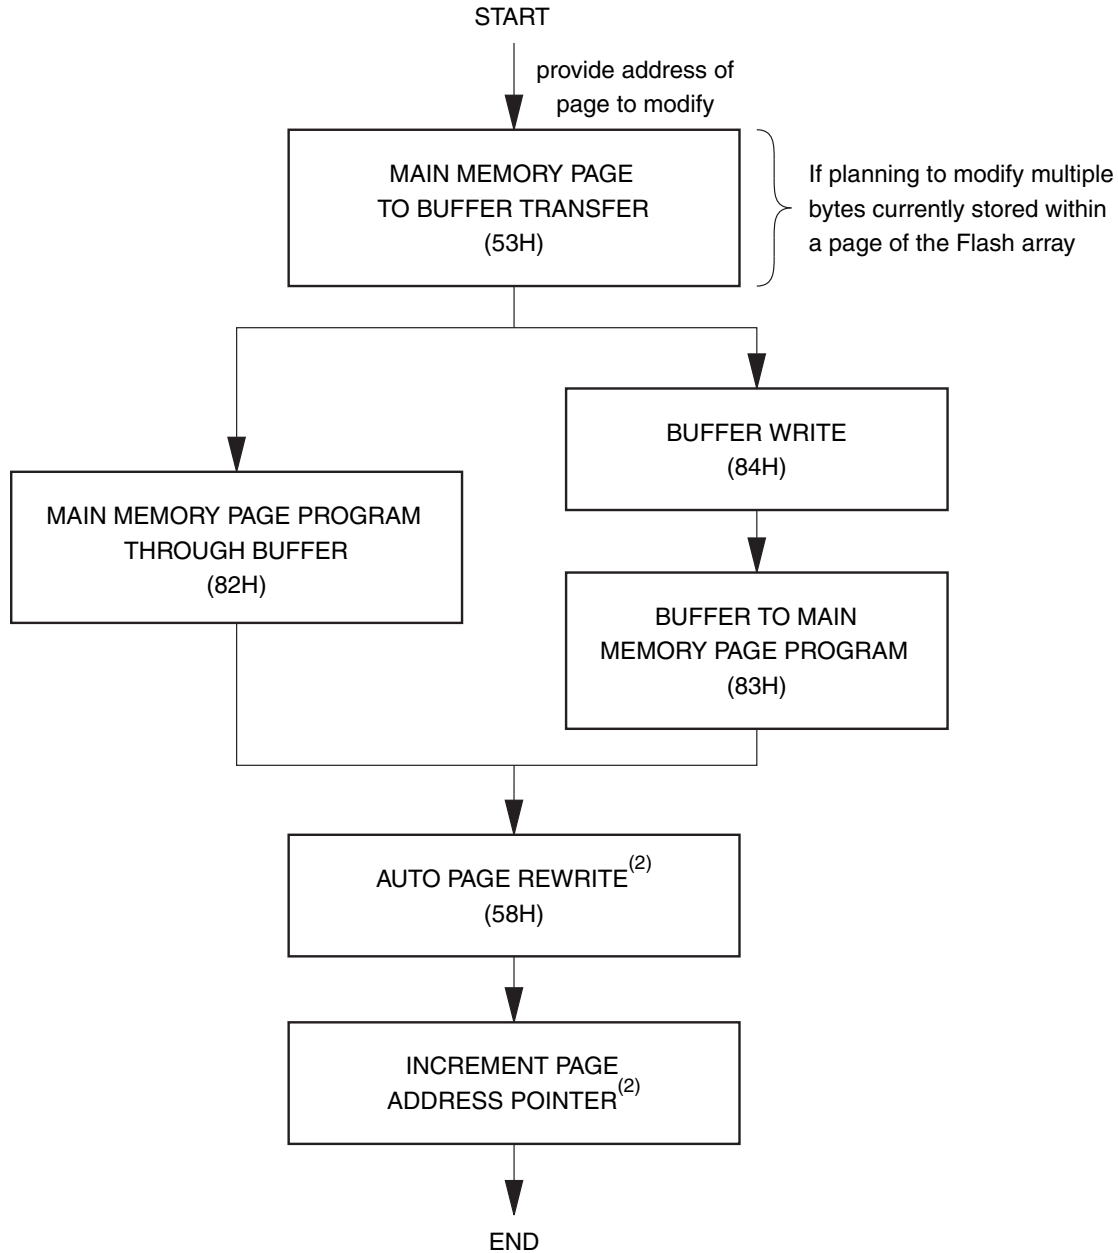 START
provide address of
page to modify
MAIN MEMORY PAGE
TO BUFFER TRANSFER
(53H)
If planning to modify multiple
bytes currently stored within
a page of the Flash array
BUFFER WRITE
(84H)
MAIN MEMORY PAGE PROGRAM
THROUGH BUFFER
(82H)
BUFFER TO MAIN
MEMORY PAGE PROGRAM
(83H)
AUTO PAGE REWRITE(2)
(58H)
INCREMENT PAGE
ADDRESS POINTER(2)
END